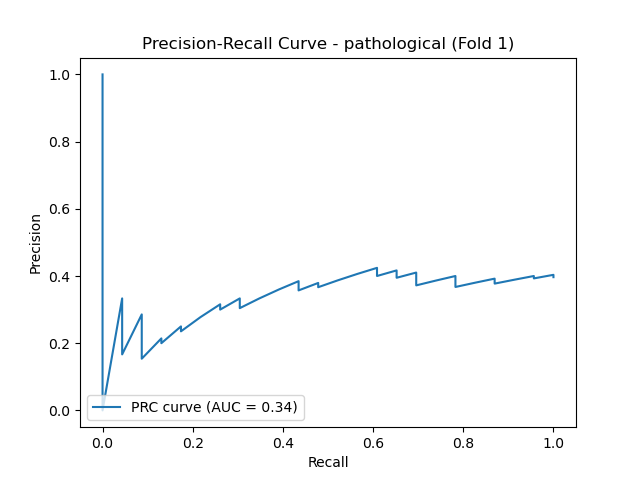 Precision-Recall Curve - pathological (Fold 1)
1.0
0.8
0.6
0.4
0.2
0.0
Precision
PRC curve (AUC = 0.34)
0.0 0.2 0.4 0.6 0.8 1.0
Recall